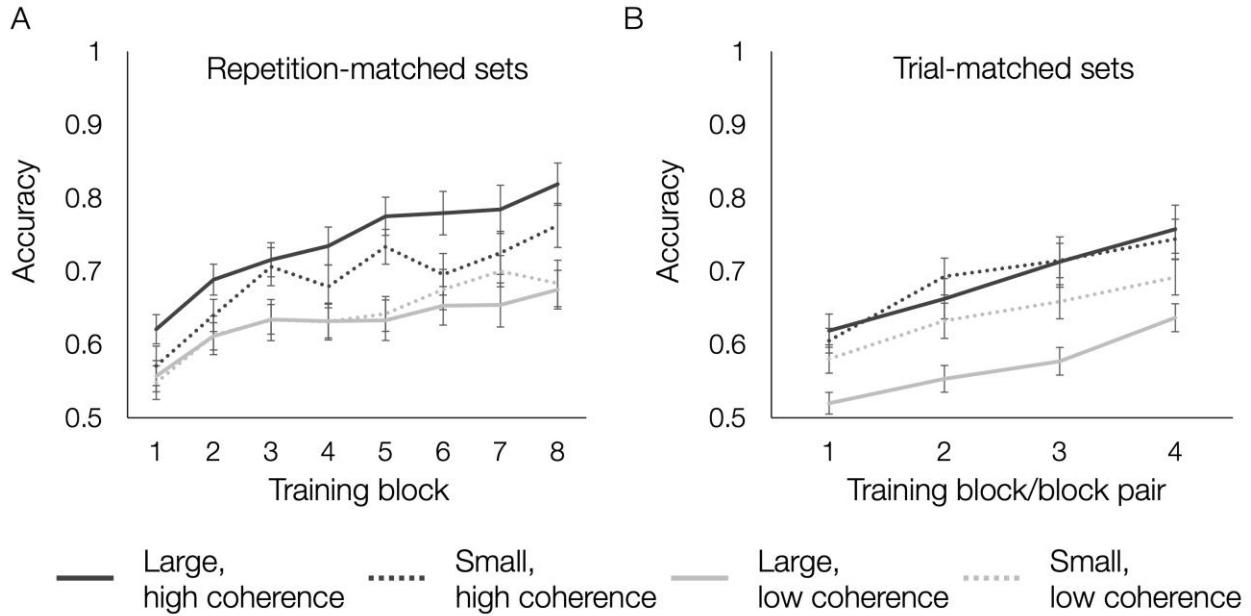 A
Repetition-matched sets
Accuracy
1
0.9
0.8
0.7
0.6
0.5
1 2 3 4 5 6 7 8
Training block
B
Trial-matched sets
Accuracy
1
0.9
0.8
0.7
0.6
0.5
1 2 3 4
Training block/block pair
Large,
high coherence
Small,
high coherence
Large,
low coherence
Small,
low coherence